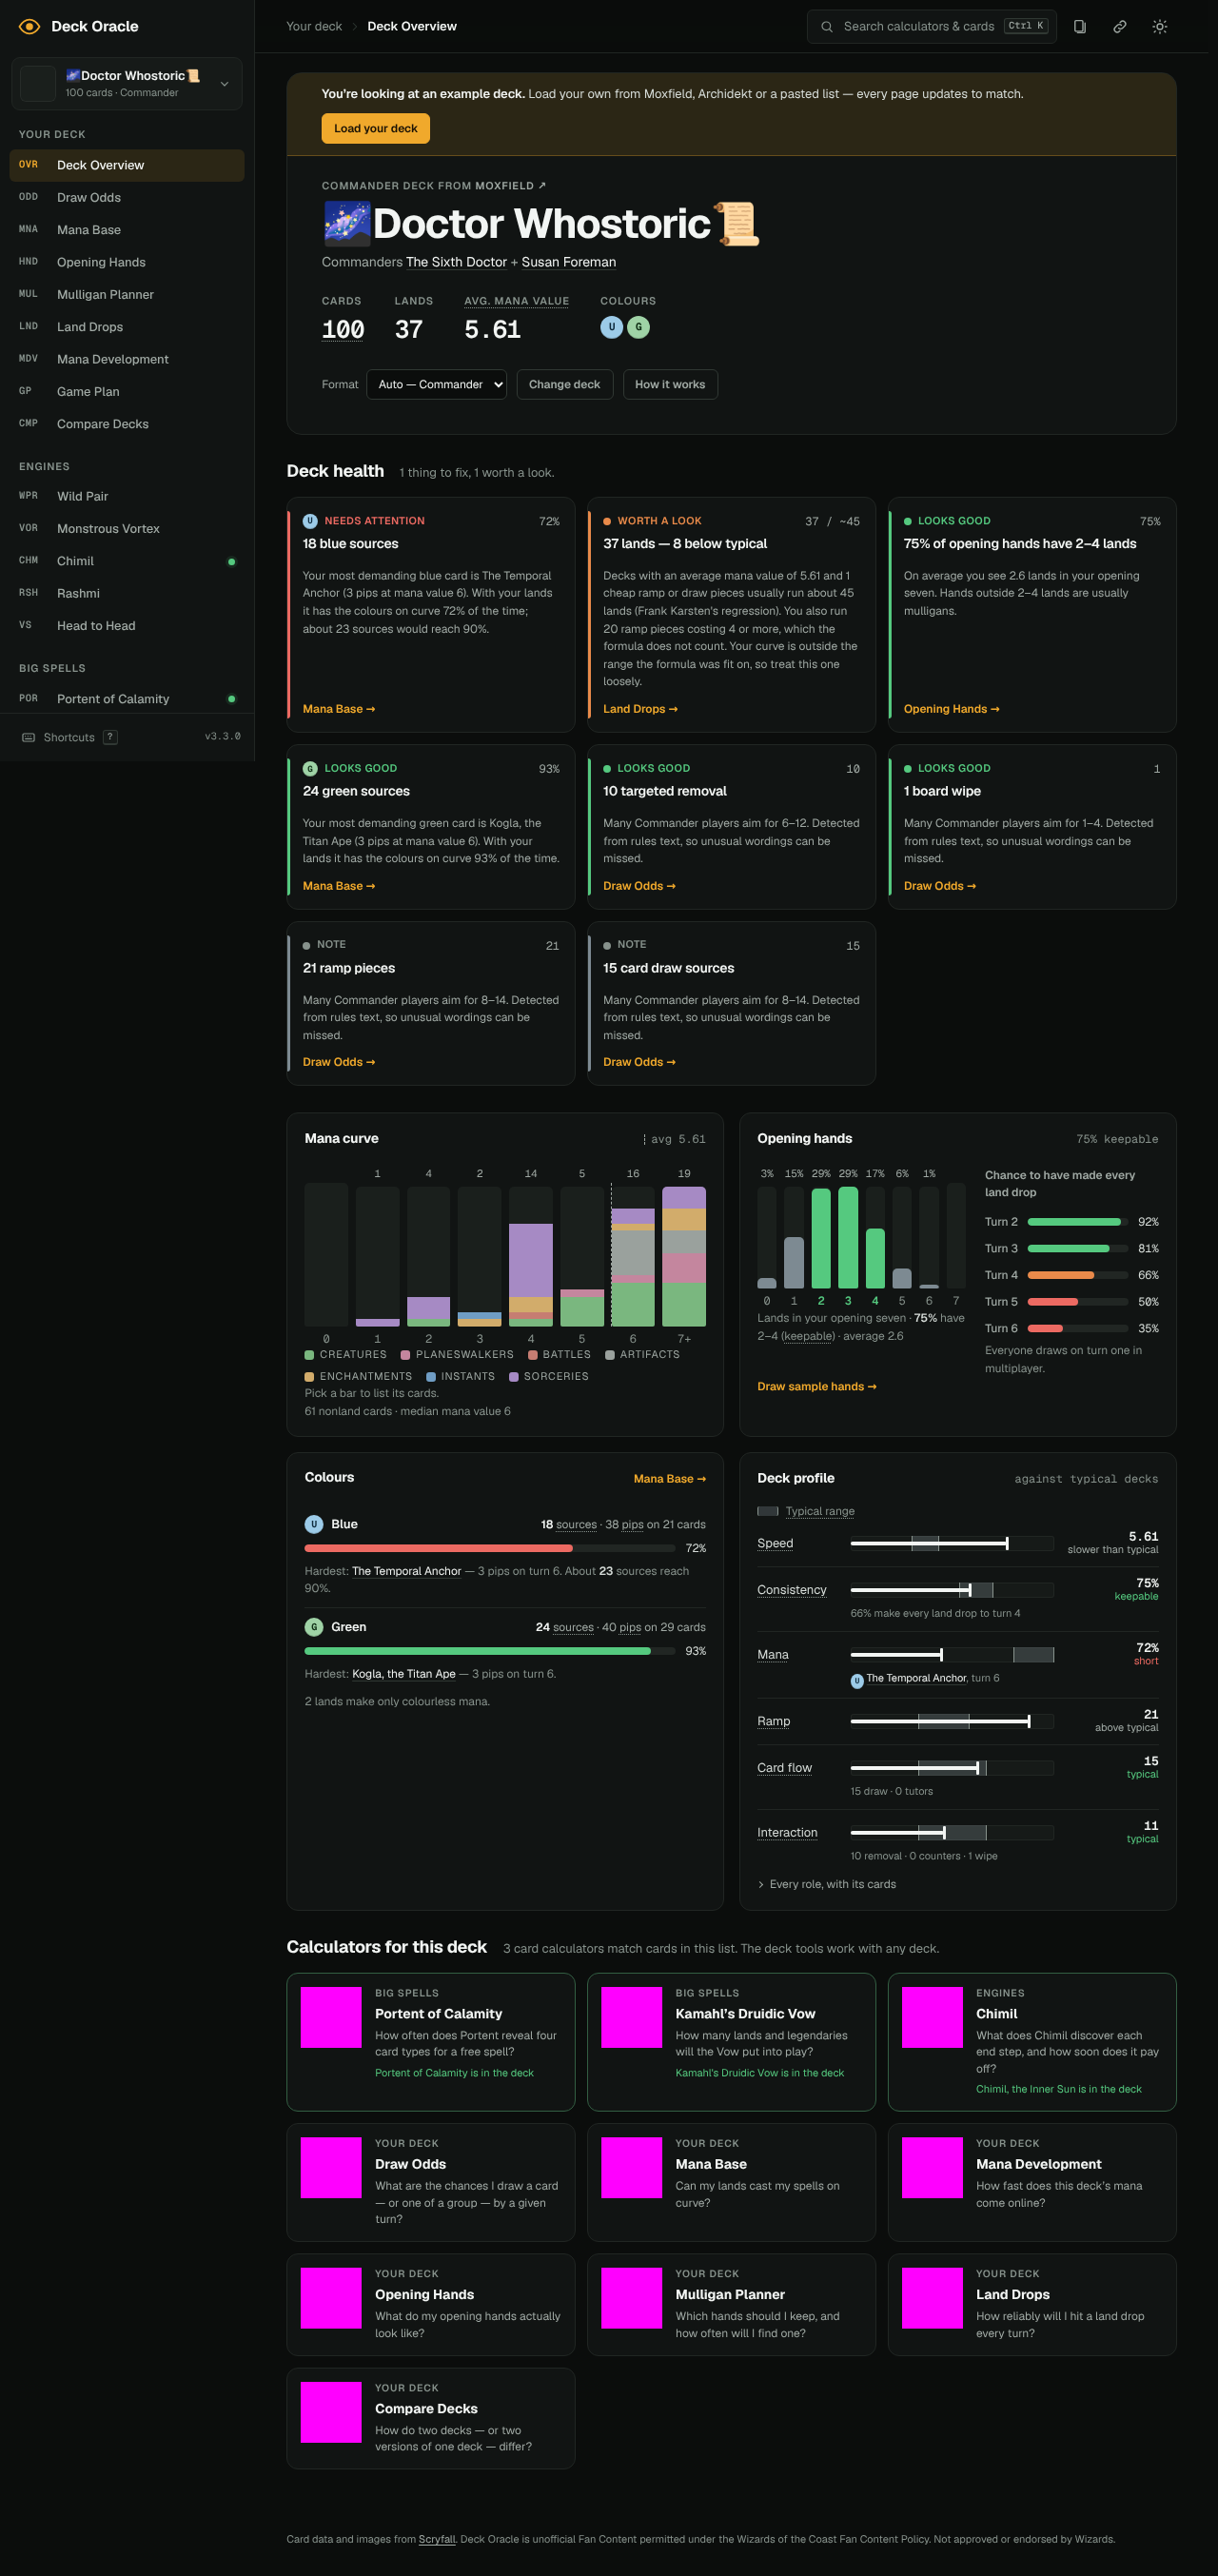 Deck Oracle
🌌Doctor Whostoric📜
100 cards · Commander
YOUR DECK
OVR Deck Overview
ODD Draw Odds
MNA Mana Base
HND Opening Hands
MUL Mulligan Planner
LND Land Drops
MDV Mana Development
GP Game Plan
CMP Compare Decks
ENGINES
WPR Wild Pair
VOR Monstrous Vortex
CHM Chimil
RSH Rashmi
VS Head to Head
BIG SPELLS
POR Portent of Calamity
Shortcuts ? v3.3.0
Your deck > Deck Overview
Search calculators & cards Ctrl K
You're looking at an example deck. Load your own from Moxfield, Archidekt or a pasted list — every page updates to match.
Load your deck
COMMANDER DECK FROM MOXFIELD ↗
🌌Doctor Whostoric📜
Commanders The Sixth Doctor + Susan Foreman
CARDS LANDS AVG. MANA VALUE COLOURS
100 37 5.61 U G
Format Auto — Commander Change deck How it works
Deck health 1 thing to fix, 1 worth a look.
U NEEDS ATTENTION 72%
18 blue sources
Your most demanding blue card is The Temporal
Anchor (3 pips at mana value 6). With your lands
it has the colours on curve 72% of the time;
about 23 sources would reach 90%.
Mana Base →
WORTH A LOOK 37 / ~45
37 lands — 8 below typical
Decks with an average mana value of 5.61 and 1
cheap ramp or draw pieces usually run about 45
lands (Frank Karsten's regression). You also run
20 ramp pieces costing 4 or more, which the
formula does not count. Your curve is outside the
range the formula was fit on, so treat this one
loosely.
Land Drops →
LOOKS GOOD 75%
75% of opening hands have 2–4 lands
On average you see 2.6 lands in your opening
seven. Hands outside 2–4 lands are usually
mulligans.
Opening Hands →
G LOOKS GOOD 93%
24 green sources
Your most demanding green card is Kogla, the
Titan Ape (3 pips at mana value 6). With your
lands it has the colours on curve 93% of the time.
Mana Base →
LOOKS GOOD 10
10 targeted removal
Many Commander players aim for 6–12. Detected
from rules text, so unusual wordings can be
missed.
Draw Odds →
LOOKS GOOD 1
1 board wipe
Many Commander players aim for 1–4. Detected
from rules text, so unusual wordings can be
missed.
Draw Odds →
NOTE 21
21 ramp pieces
Many Commander players aim for 8–14. Detected
from rules text, so unusual wordings can be
missed.
Draw Odds →
NOTE 15
15 card draw sources
Many Commander players aim for 8–14. Detected
from rules text, so unusual wordings can be
missed.
Draw Odds →
Mana curve avg 5.61
1 4 2 14 5 16 19
0 1 2 3 4 5 6 7+
CREATURES PLANESWALKERS BATTLES ARTIFACTS
ENCHANTMENTS INSTANTS SORCERIES
Pick a bar to list its cards.
61 nonland cards · median mana value 6
Opening hands 75% keepable
3% 15% 29% 29% 17% 6% 1%
0 1 2 3 4 5 6 7
Lands in your opening seven · 75% have
2–4 (keepable) · average 2.6
Draw sample hands →
Chance to have made every
land drop
Turn 2 92%
Turn 3 81%
Turn 4 66%
Turn 5 50%
Turn 6 35%
Everyone draws on turn one in
multiplayer.
Colours Mana Base →
U Blue 18 sources · 38 pips on 21 cards
72%
Hardest: The Temporal Anchor — 3 pips on turn 6. About 23 sources reach
90%.
G Green 24 sources · 40 pips on 29 cards
93%
Hardest: Kogla, the Titan Ape — 3 pips on turn 6.
2 lands make only colourless mana.
Deck profile against typical decks
Typical range
Speed 5.61
slower than typical
Consistency 75%
keepable
66% make every land drop to turn 4
Mana 72%
short
U The Temporal Anchor, turn 6
Ramp 21
above typical
Card flow 15
typical
15 draw · 0 tutors
Interaction 11
typical
10 removal · 0 counters · 1 wipe
> Every role, with its cards
Calculators for this deck 3 card calculators match cards in this list. The deck tools work with any deck.
BIG SPELLS
Portent of Calamity
How often does Portent reveal four
card types for a free spell?
Portent of Calamity is in the deck
BIG SPELLS
Kamahl's Druidic Vow
How many lands and legendaries
will the Vow put into play?
Kamahl's Druidic Vow is in the deck
ENGINES
Chimil
What does Chimil discover each
end step, and how soon does it pay
off?
Chimil, the Inner Sun is in the deck
YOUR DECK
Draw Odds
What are the chances I draw a card
— or one of a group — by a given
turn?
YOUR DECK
Mana Base
Can my lands cast my spells on
curve?
YOUR DECK
Mana Development
How fast does this deck's mana
come online?
YOUR DECK
Opening Hands
What do my opening hands actually
look like?
YOUR DECK
Mulligan Planner
Which hands should I keep, and
how often will I find one?
YOUR DECK
Land Drops
How reliably will I hit a land drop
every turn?
YOUR DECK
Compare Decks
How do two decks — or two
versions of one deck — differ?
Card data and images from Scryfall. Deck Oracle is unofficial Fan Content permitted under the Wizards of the Coast Fan Content Policy. Not approved or endorsed by Wizards.